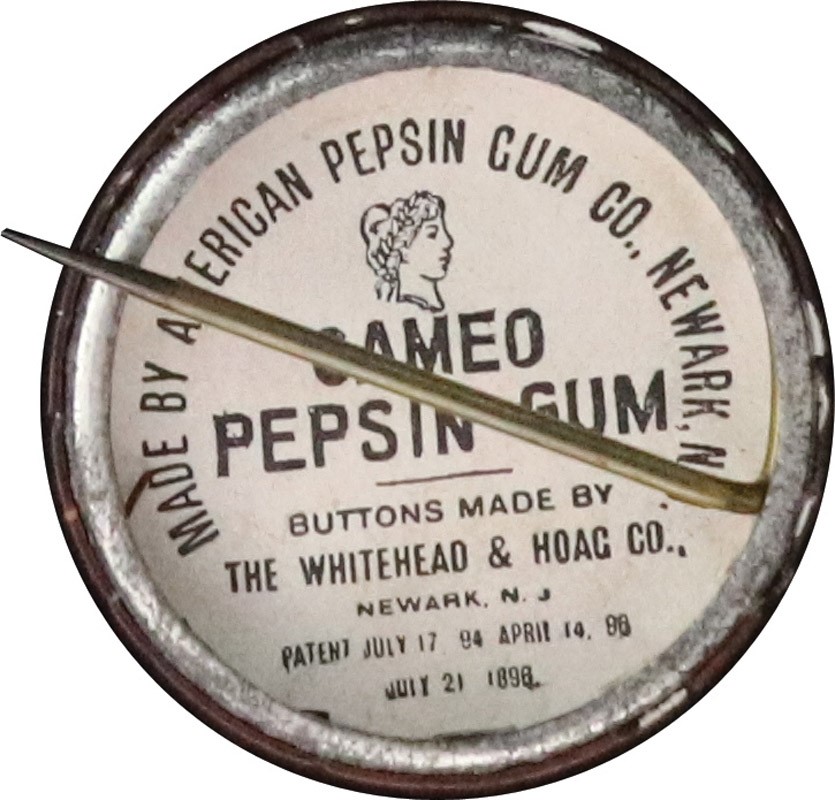 MADE BY AMERICAN PEPSIN GUM CO., NEWARK, N
CAMEO
PEPSIN GUM
BUTTONS MADE BY
THE WHITEHEAD & HOAG CO.,
NEWARK, N. J
PATENT JULY 17 94 APRIL 14, 96
JULY 21 1896.